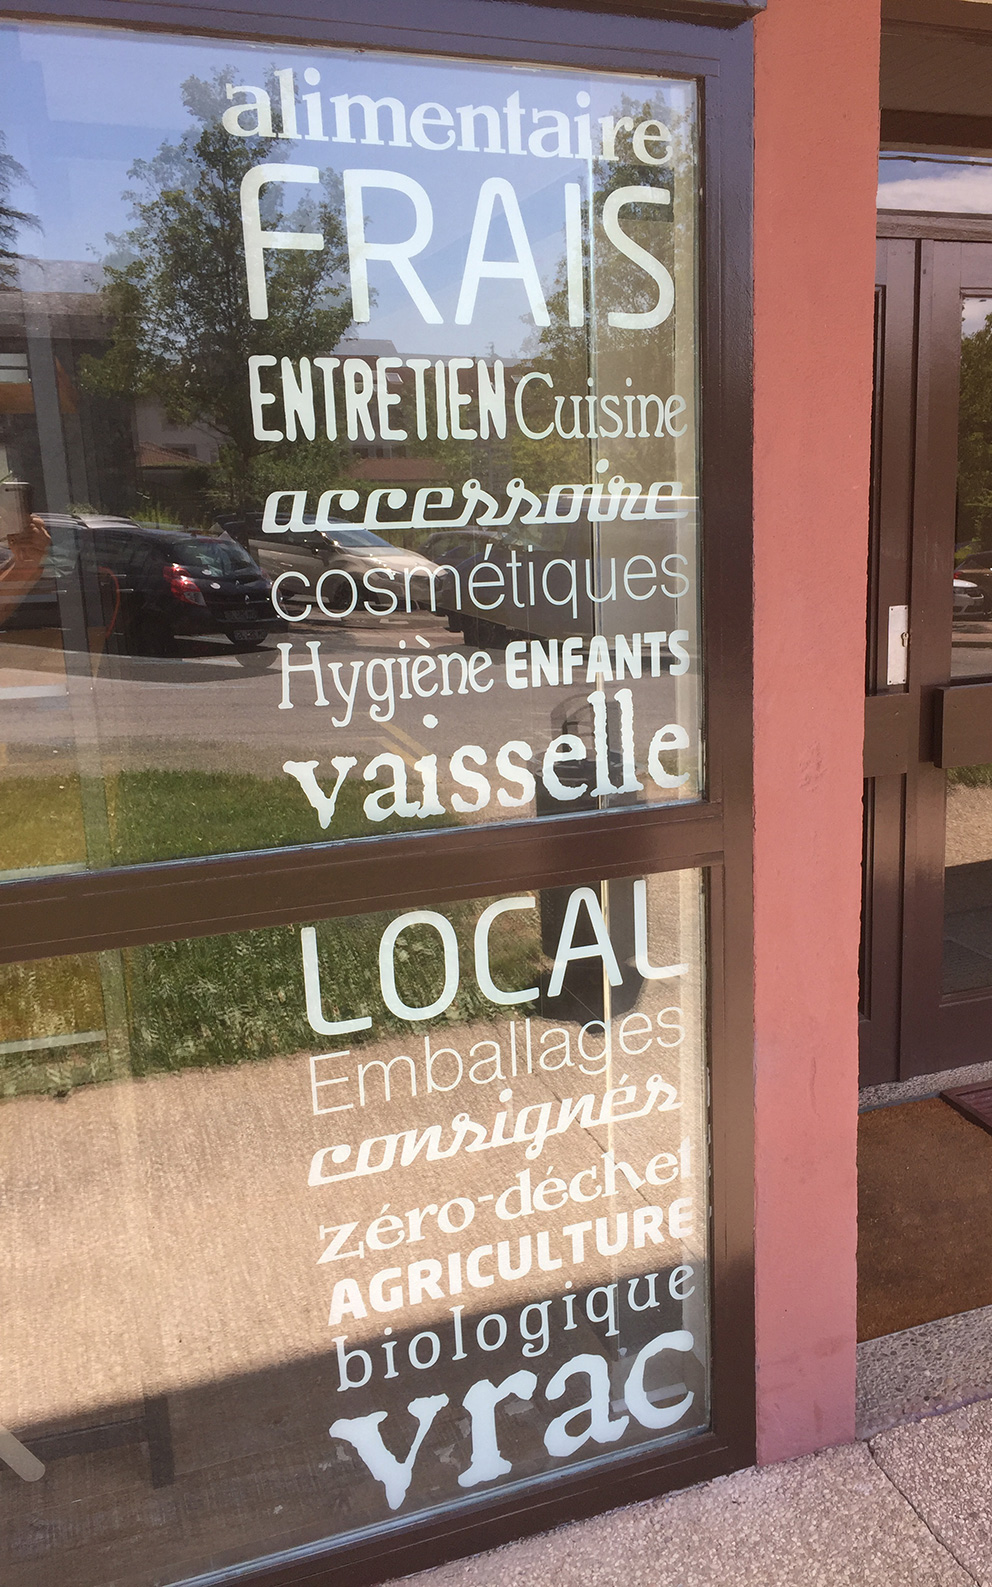 alimentaire
FRAIS
ENTRETIEN Cuisine
accessoire
cosmétiques
Hygiène ENFANTS
vaisselle
LOCAL
Emballages
consignés
zéro-déchet
AGRICULTURE
biologique
vrac